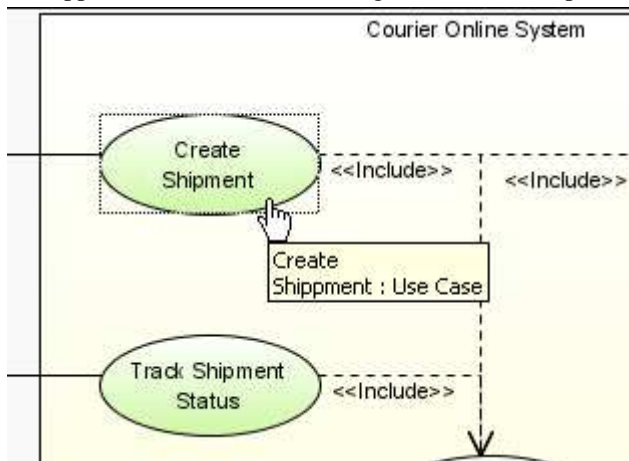 Courier Online System
Create
Shipment
<<Include>>
<<Include>>
Create
Shippment : Use Case
Track Shipment
Status
<<Include>>